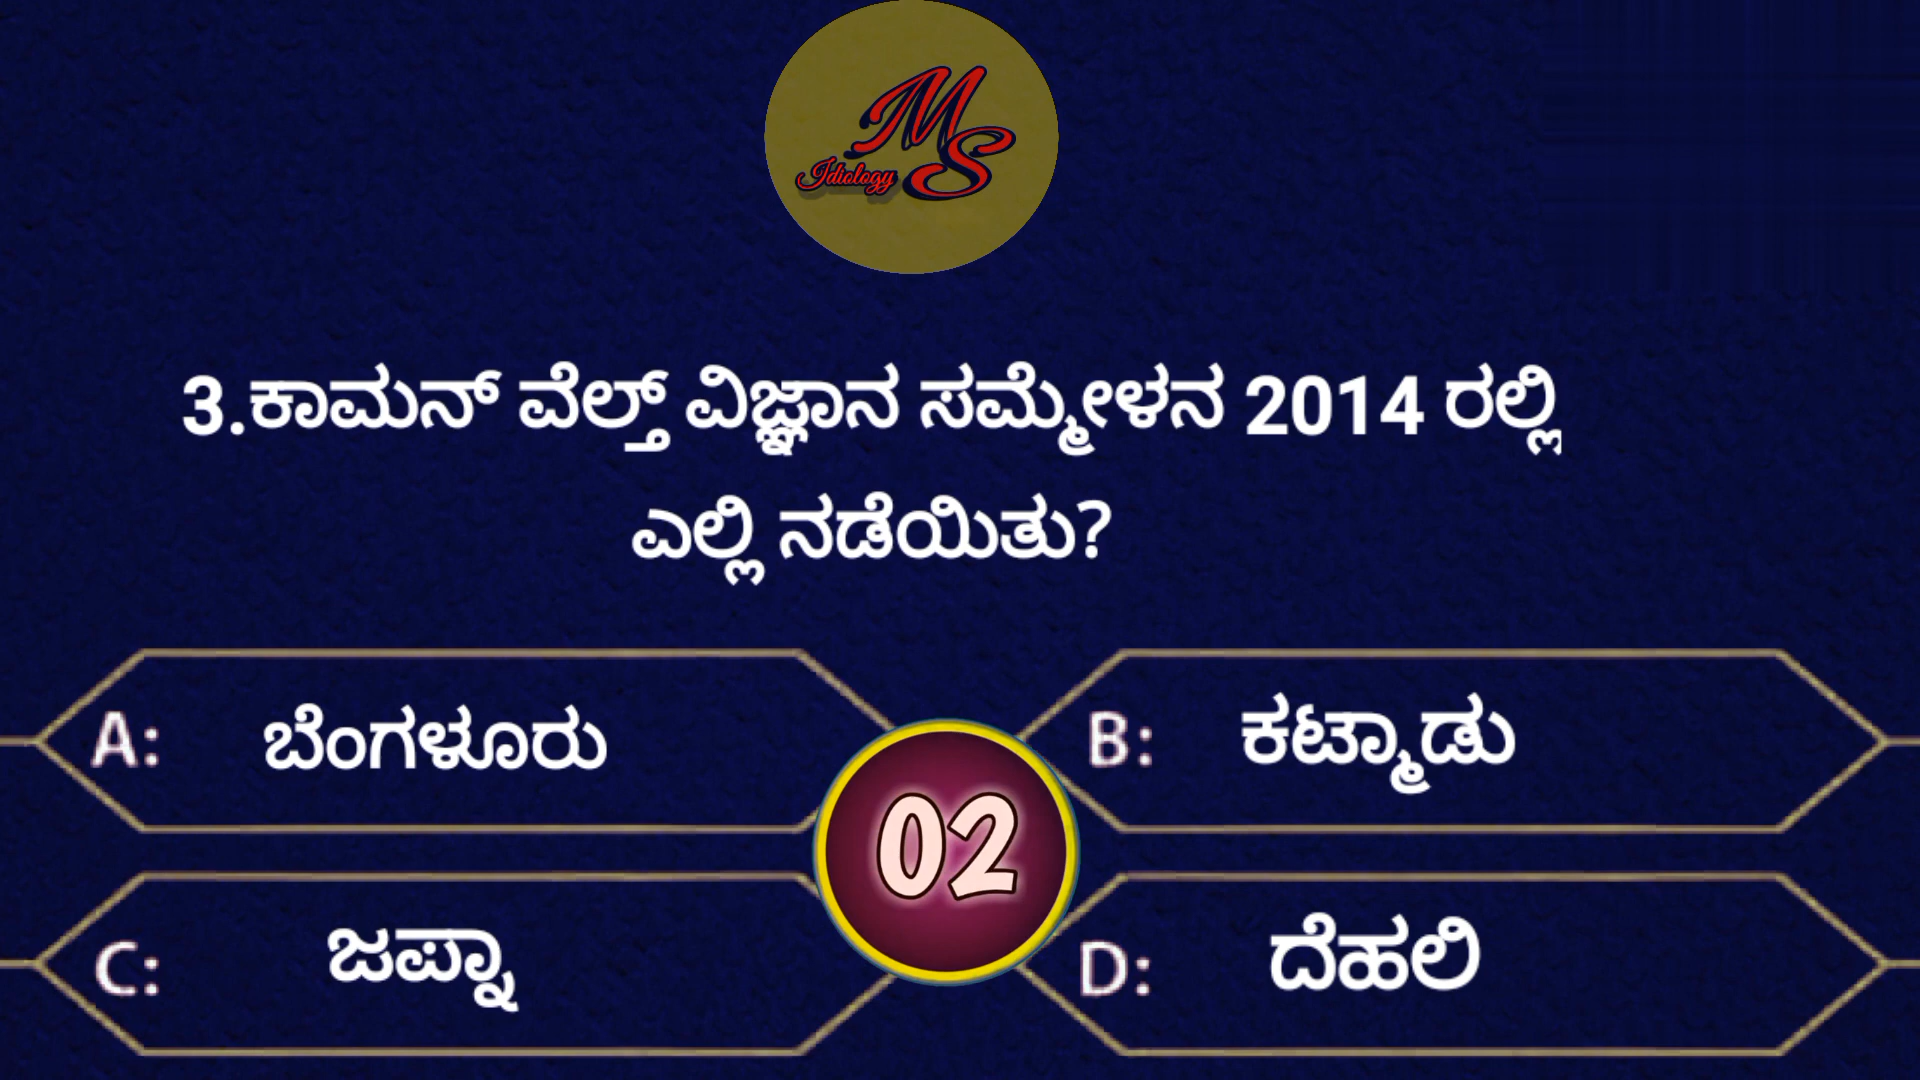 MS
Idiology
3.ಕಾಮನ್ ವೆಲ್ತ್ ವಿಜ್ಞಾನ ಸಮ್ಮೇಳನ 2014 ರಲ್ಲಿ
ಎಲ್ಲಿ ನಡೆಯಿತು?
A: ಬೆಂಗಳೂರು
B: ಕಟ್ಮಾಡು
02
C: ಜಪ್ನಾ
D: ದೆಹಲಿ